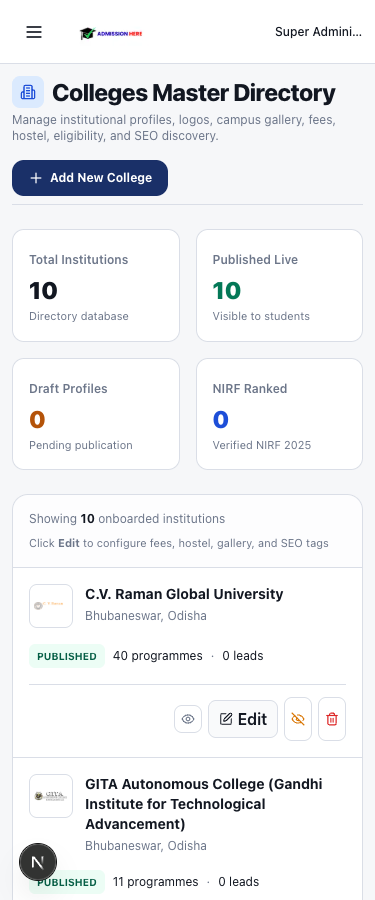 ADMISSION HERE
Super Admini...
Colleges Master Directory
Manage institutional profiles, logos, campus gallery, fees,
hostel, eligibility, and SEO discovery.
Add New College
Total Institutions
10
Directory database
Published Live
10
Visible to students
Draft Profiles
0
Pending publication
NIRF Ranked
0
Verified NIRF 2025
Showing 10 onboarded institutions
Click Edit to configure fees, hostel, gallery, and SEO tags
C.V. Raman Global University
Bhubaneswar, Odisha
PUBLISHED 40 programmes · 0 leads
Edit
GITA
GITA Autonomous College (Gandhi
Institute for Technological
Advancement)
Bhubaneswar, Odisha
N
PUBLISHED 11 programmes · 0 leads